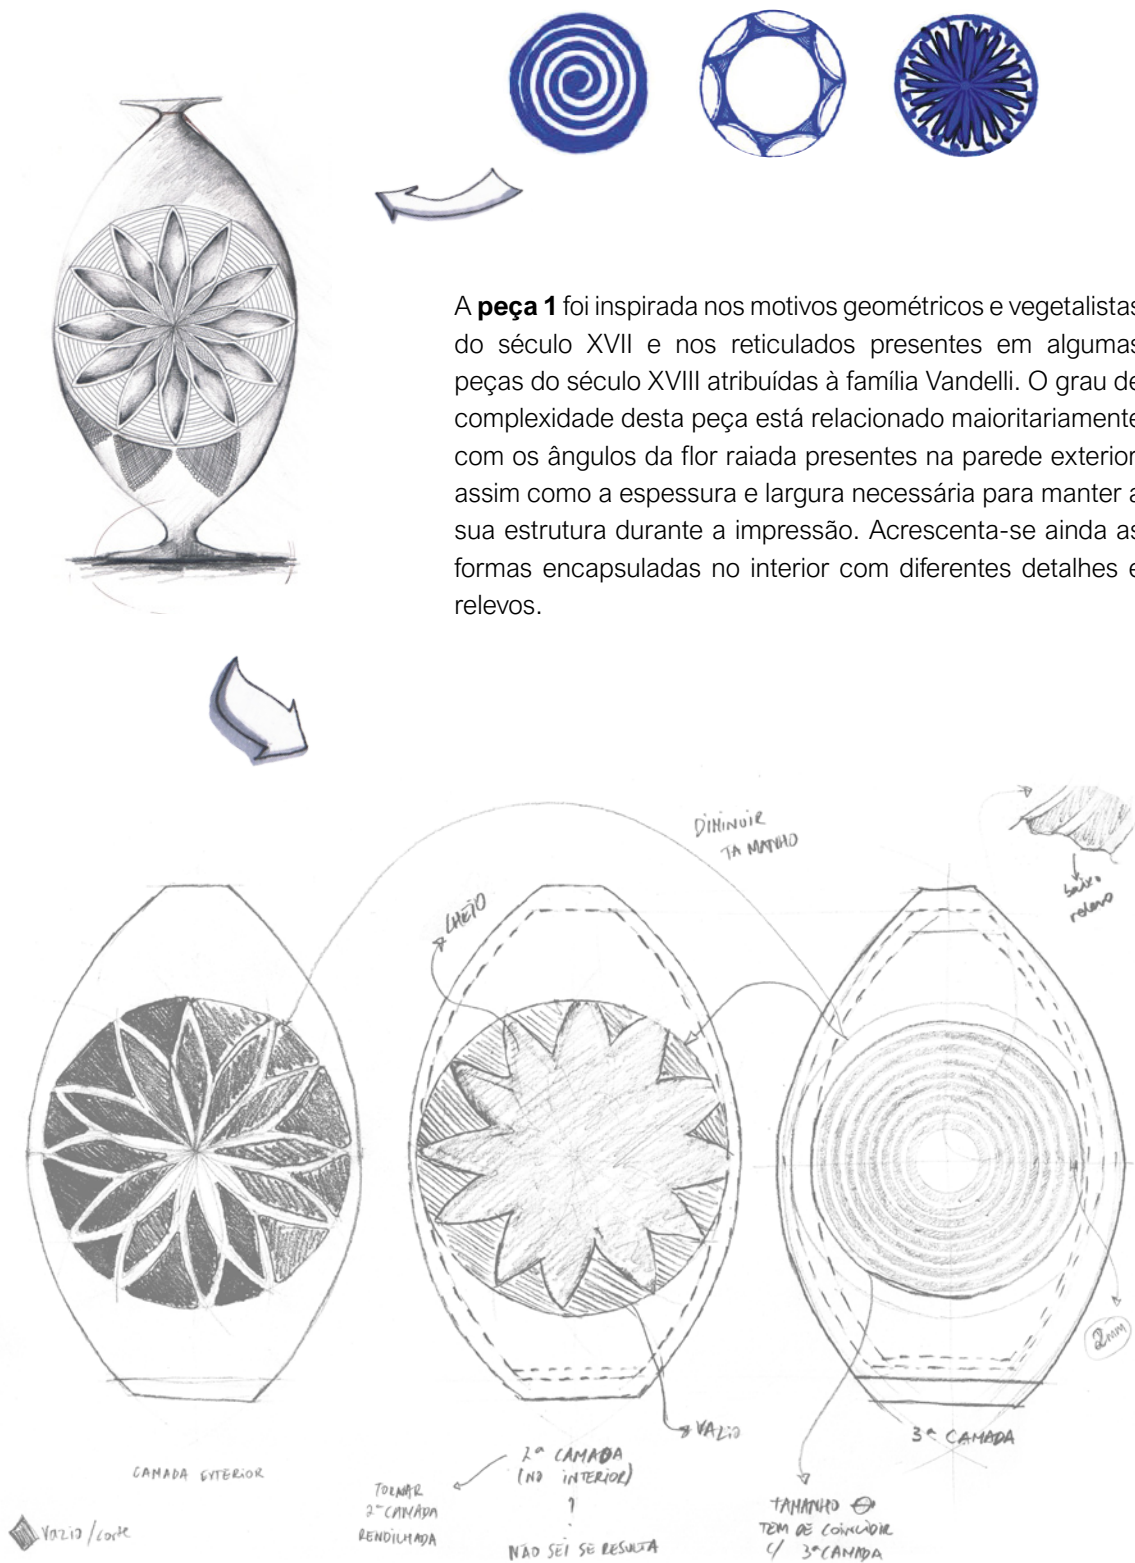 A peça 1 foi inspirada nos motivos geométricos e vegetalistas
do século XVII e nos reticulados presentes em algumas
peças do século XVIII atribuídas à família Vandelli. O grau de
complexidade desta peça está relacionado maioritariamente
com os ângulos da flor raiada presentes na parede exterior,
assim como a espessura e largura necessária para manter a
sua estrutura durante a impressão. Acrescenta-se ainda as
formas encapsuladas no interior com diferentes detalhes e
relevos.
DIMINUIR
TAMANHO
baixo
relevo
CHEIO
2mm
VAZIO
3ª CAMADA
2ª CAMADA
(NO INTERIOR)
?
NÃO SEI SE RESULTA
CAMADA EXTERIOR
TORNAR
2ª CAMADA
RENDILHADA
TAMANHO
TEM DE COINCIDIR
C/ 3ª CAMADA
Vazio/corte